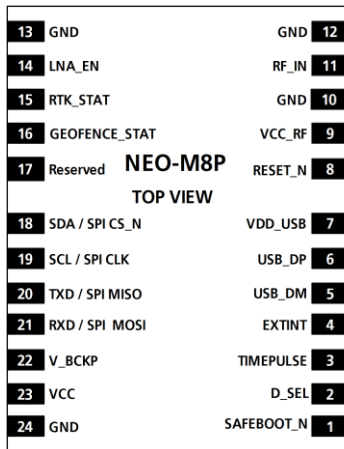 13 GND GND 12
14 LNA_EN RF_IN 11
15 RTK_STAT GND 10
16 GEOFENCE_STAT VCC_RF 9
17 Reserved NEO-M8P RESET_N 8
TOP VIEW
18 SDA / SPI CS_N VDD_USB 7
19 SCL / SPI CLK USB_DP 6
20 TXD / SPI MISO USB_DM 5
21 RXD / SPI MOSI EXTINT 4
22 V_BCKP TIMEPULSE 3
23 VCC D_SEL 2
24 GND SAFEBOOT_N 1